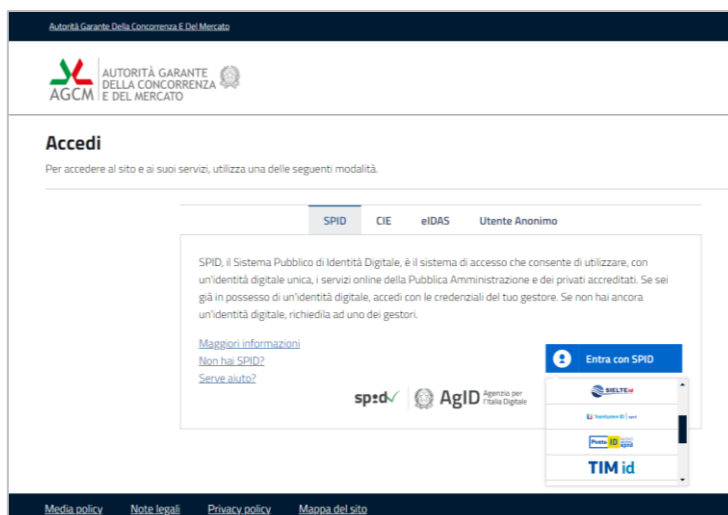 Autorità Garante Della Concorrenza E Del Mercato
AGCM
AUTORITÀ GARANTE
DELLA CONCORRENZA
E DEL MERCATO
Accedi
Per accedere al sito e ai suoi servizi, utilizza una delle seguenti modalità.
SPID CIE eIDAS Utente Anonimo
SPID, il Sistema Pubblico di Identità Digitale, è il sistema di accesso che consente di utilizzare, con
un'identità digitale unica, i servizi online della Pubblica Amministrazione e dei privati accreditati. Se sei
già in possesso di un'identità digitale, accedi con le credenziali del tuo gestore. Se non hai ancora
un'identità digitale, richiedila ad uno dei gestori.
Maggiori informazioni
Non hai SPID?
Serve aiuto?
Entra con SPID
sp:d
AgID Agenzia per
l'Italia Digitale
SIELTE id
TeamSystem ID
Poste ID
TIM id
Media policy Note legali Privacy policy Mappa del sito